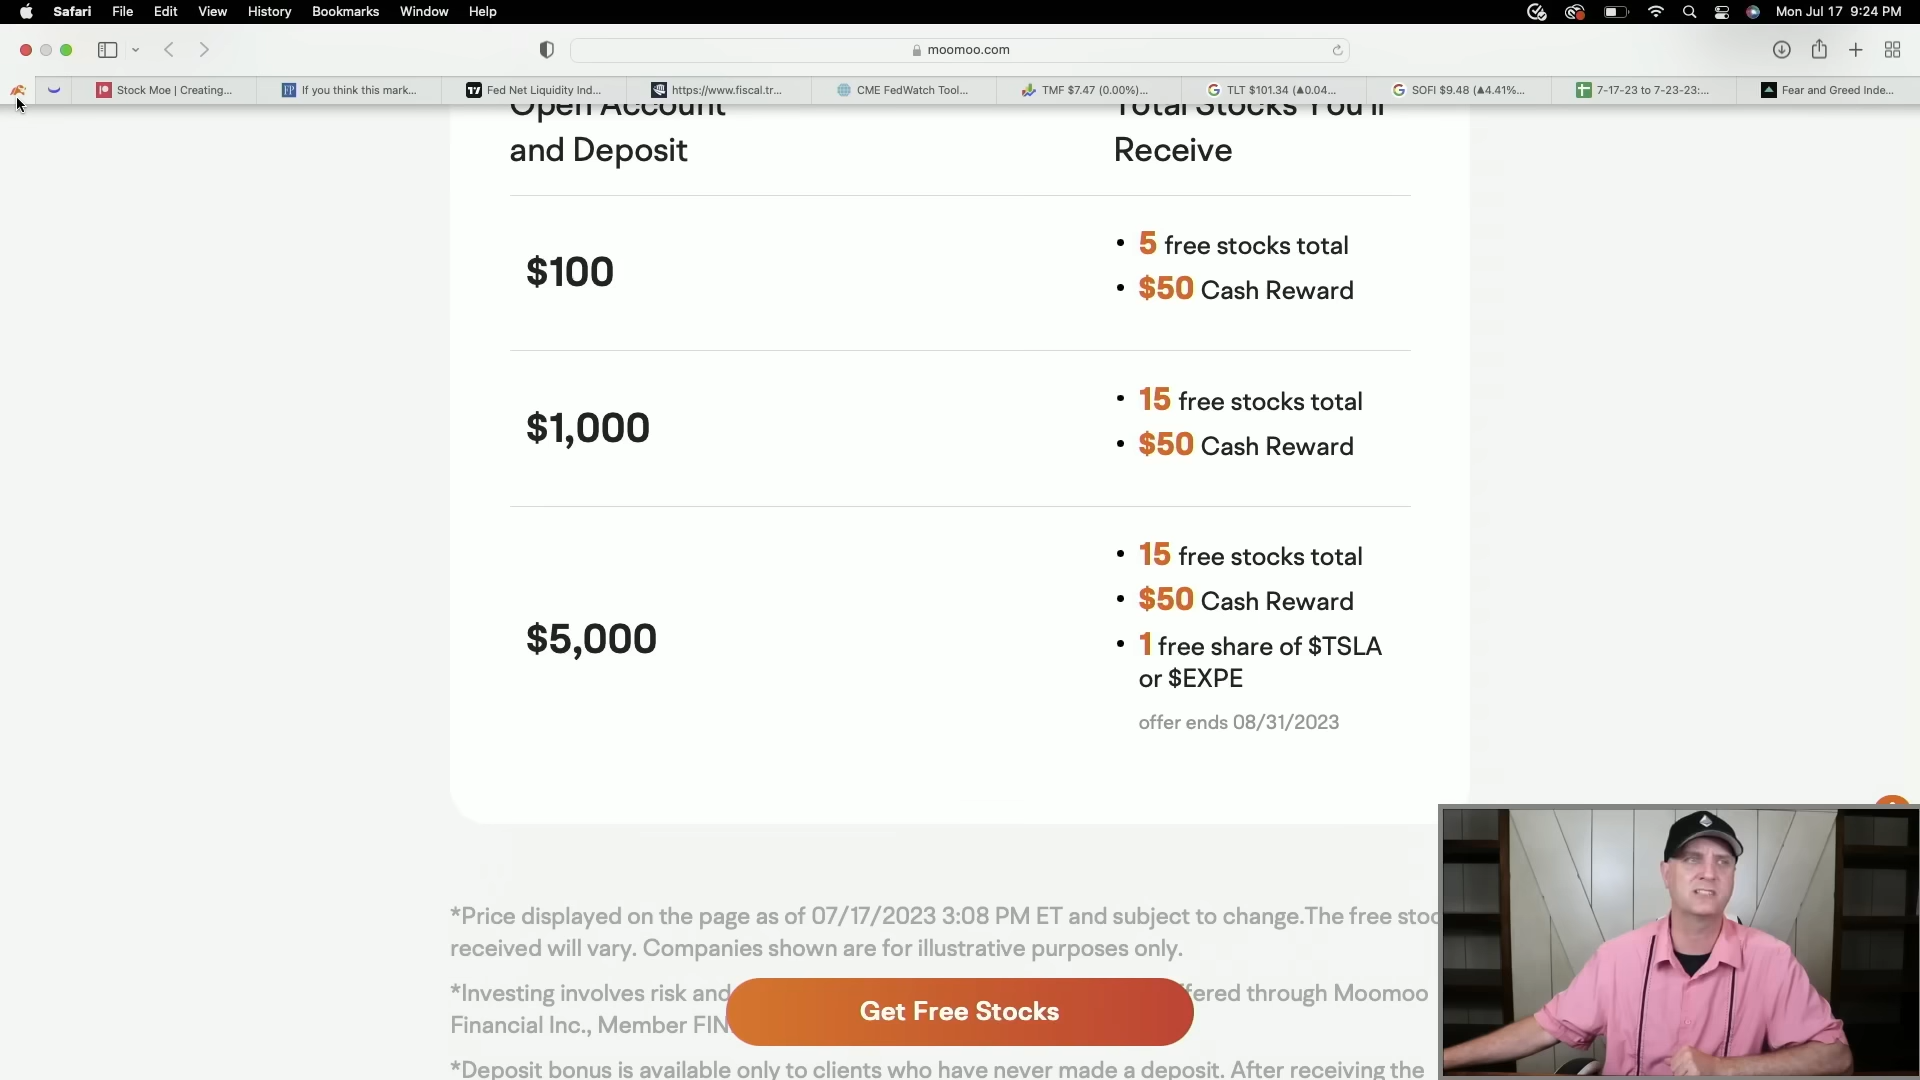 Safari File Edit View History Bookmarks Window Help Mon Jul 17 9:24 PM
moomoo.com
Stock Moe | Creating... If you think this mark... Fed Net Liquidity Ind... https://www.fiscal.tr... CME FedWatch Tool... TMF $7.47 (0.00%)... TLT $101.34 (▲0.04... SOFI $9.48 (▲4.41%... 7-17-23 to 7-23-23:... Fear and Greed Inde...
Open Account
and Deposit
Total Stocks You'll
Receive
$100
• 5 free stocks total
• $50 Cash Reward
$1,000
• 15 free stocks total
• $50 Cash Reward
$5,000
• 15 free stocks total
• $50 Cash Reward
• 1 free share of $TSLA
or $EXPE
offer ends 08/31/2023
*Price displayed on the page as of 07/17/2023 3:08 PM ET and subject to change.The free stoc
received will vary. Companies shown are for illustrative purposes only.
*Investing involves risk and fered through Moomoo
Financial Inc., Member FIN
Get Free Stocks
*Deposit bonus is available only to clients who have never made a deposit. After receiving the